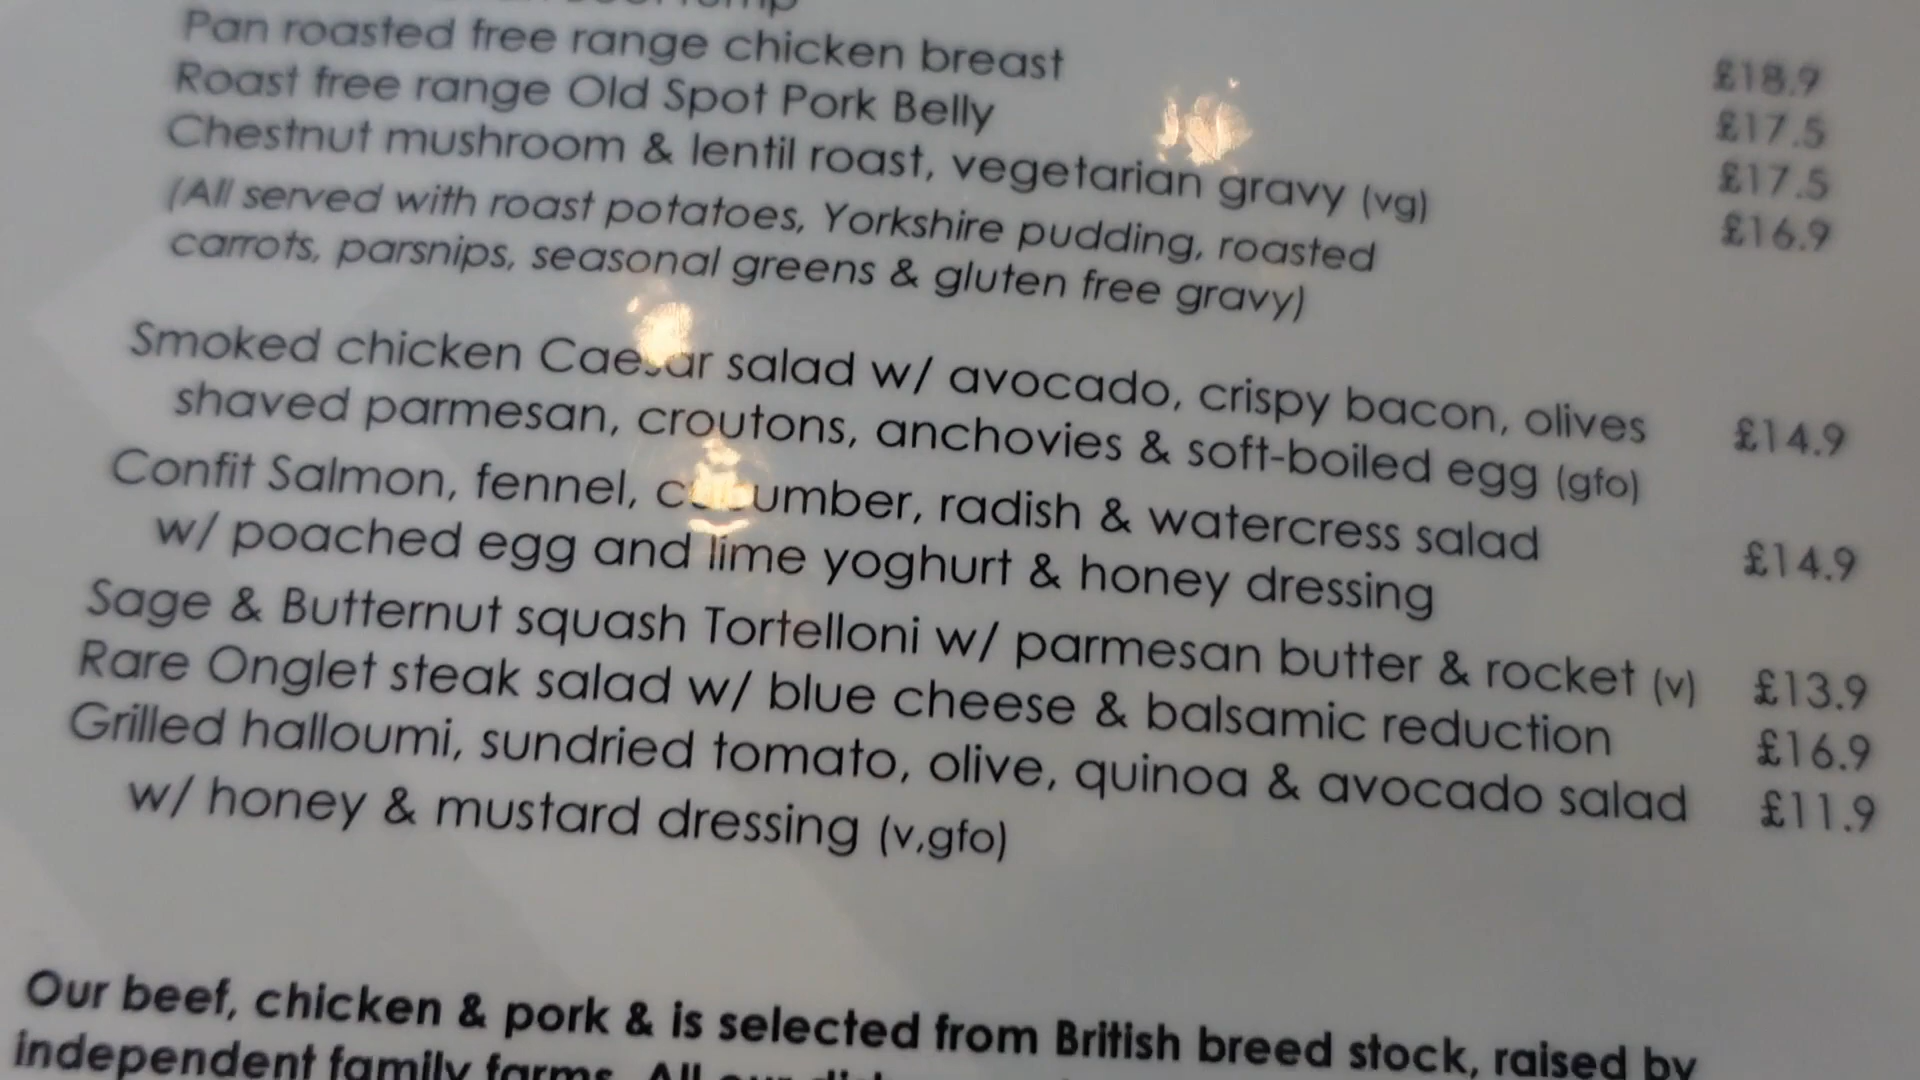 Pan roasted free range chicken breast £18.9
Roast free range Old Spot Pork Belly £17.5
Chestnut mushroom & lentil roast, vegetarian gravy (vg) £17.5
(All served with roast potatoes, Yorkshire pudding, roasted £16.9
carrots, parsnips, seasonal greens & gluten free gravy)
Smoked chicken Caesar salad w/ avocado, crispy bacon, olives £14.9
shaved parmesan, croutons, anchovies & soft-boiled egg (gfo)
Confit Salmon, fennel, cucumber, radish & watercress salad £14.9
w/ poached egg and lime yoghurt & honey dressing
Sage & Butternut squash Tortelloni w/ parmesan butter & rocket (v) £13.9
Rare Onglet steak salad w/ blue cheese & balsamic reduction £16.9
Grilled halloumi, sundried tomato, olive, quinoa & avocado salad £11.9
w/ honey & mustard dressing (v,gfo)
Our beef, chicken & pork & is selected from British breed stock, raised by
independent family farms. All our